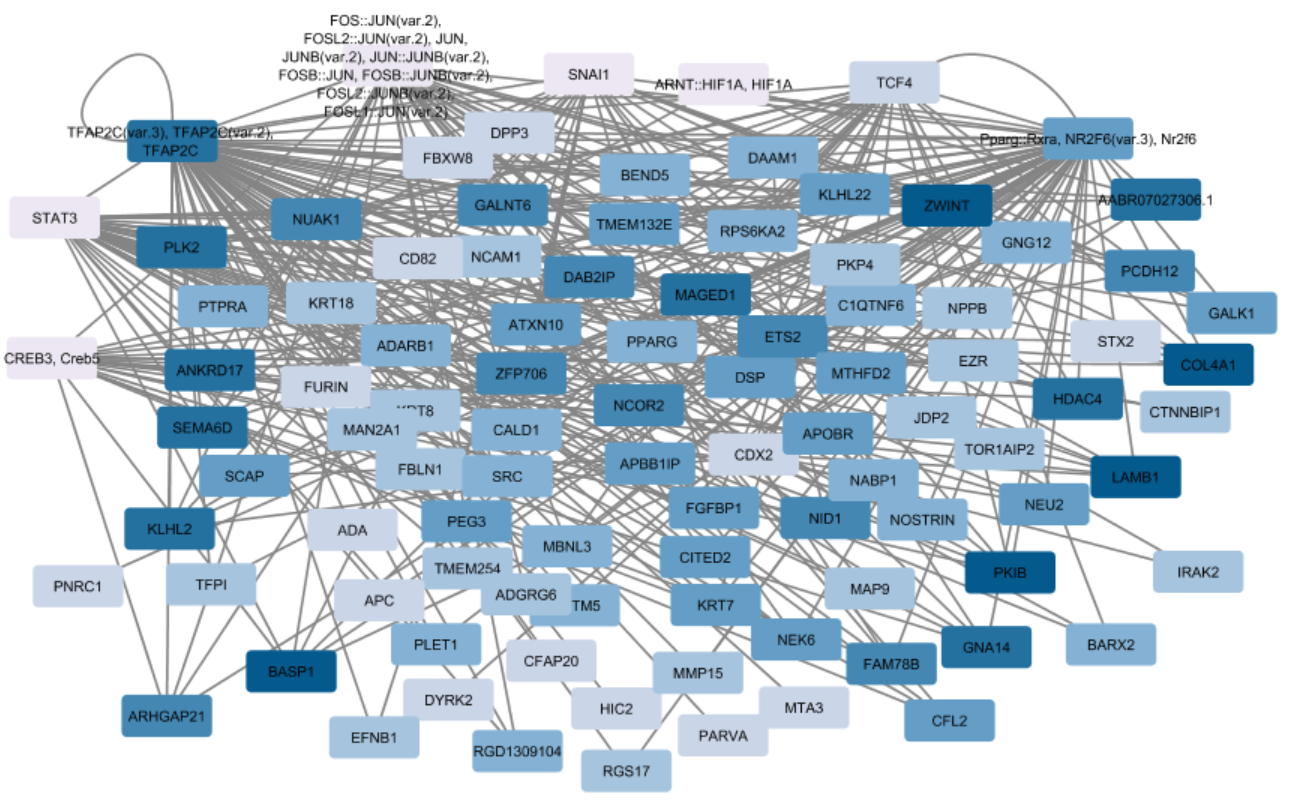 FOS::JUN(var.2),
FOSL2::JUN(var.2), JUN,
JUNB(var.2), JUN::JUNB(var.2),
FOSB::JUN, FOSB::JUNB(var.2),
FOSL2::JUNB(var.2),
FOSL1::JUN(var.2)
SNAI1
ARNT::HIF1A, HIF1A
TCF4
TFAP2C(var.3), TFAP2C(var.2),
TFAP2C
DPP3
FBXW8
DAAM1
Pparg::Rxra, NR2F6(var.3), Nr2f6
BEND5
KLHL22
STAT3
NUAK1
GALNT6
TMEM132E
RPS6KA2
ZWINT
AABR07027306.1
PLK2
CD82
NCAM1
DAB2IP
PKP4
GNG12
PCDH12
PTPRA
KRT18
MAGED1
C1QTNF6
NPPB
GALK1
ATXN10
ADARB1
PPARG
ETS2
STX2
CREB3, Creb5
ANKRD17
ZFP706
DSP
MTHFD2
EZR
COL4A1
FURIN
KRT8
NCOR2
HDAC4
CTNNBIP1
SEMA6D
MAN2A1
CALD1
APOBR
JDP2
SCAP
FBLN1
SRC
APBB1IP
CDX2
TOR1AIP2
NABP1
LAMB1
KLHL2
ADA
PEG3
FGFBP1
NID1
NOSTRIN
NEU2
MBNL3
CITED2
PNRC1
TFPI
TMEM254
APC
ADGRG6
TM5
KRT7
MAP9
PKIB
IRAK2
PLET1
NEK6
GNA14
BARX2
BASP1
CFAP20
MMP15
FAM78B
ARHGAP21
DYRK2
HIC2
MTA3
CFL2
EFNB1
RGD1309104
PARVA
RGS17